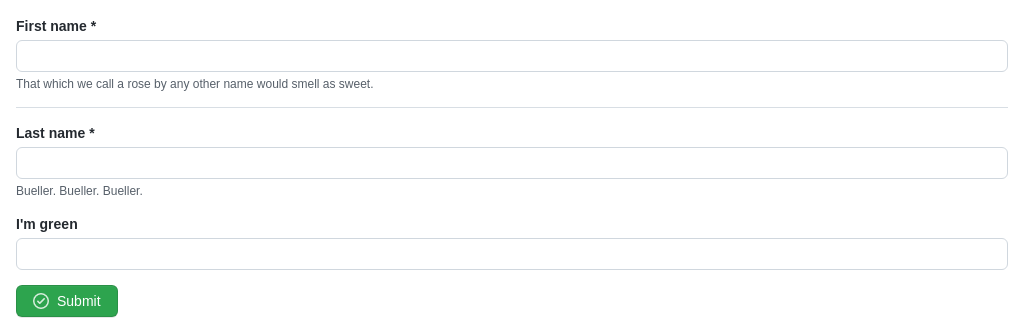 First name *
That which we call a rose by any other name would smell as sweet.
Last name *
Bueller. Bueller. Bueller.
I'm green
Submit